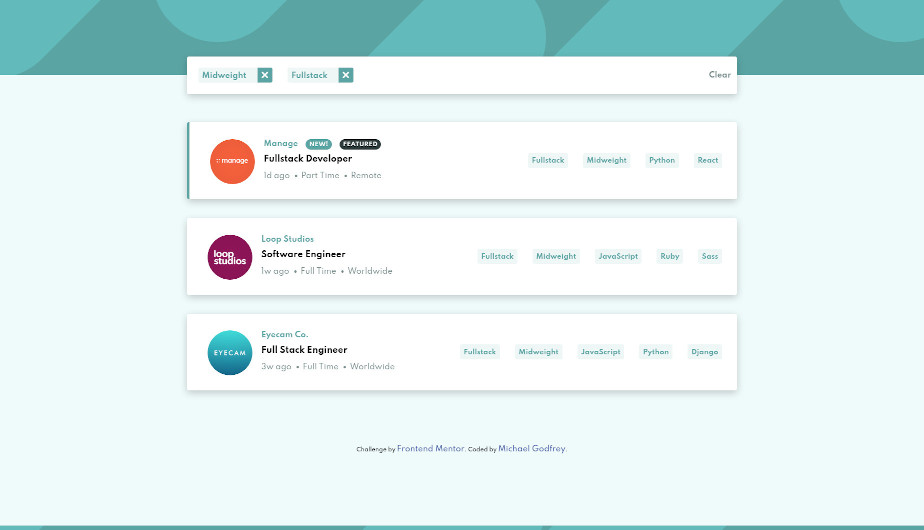 Midweight ✕ Fullstack ✕ Clear
manage
Manage NEW! FEATURED
Fullstack Developer
1d ago • Part Time • Remote
Fullstack Midweight Python React
loop
studios
Loop Studios
Software Engineer
1w ago • Full Time • Worldwide
Fullstack Midweight JavaScript Ruby Sass
EYECAM
Eyecam Co.
Full Stack Engineer
3w ago • Full Time • Worldwide
Fullstack Midweight JavaScript Python Django
Challenge by Frontend Mentor. Coded by Michael Godfrey.